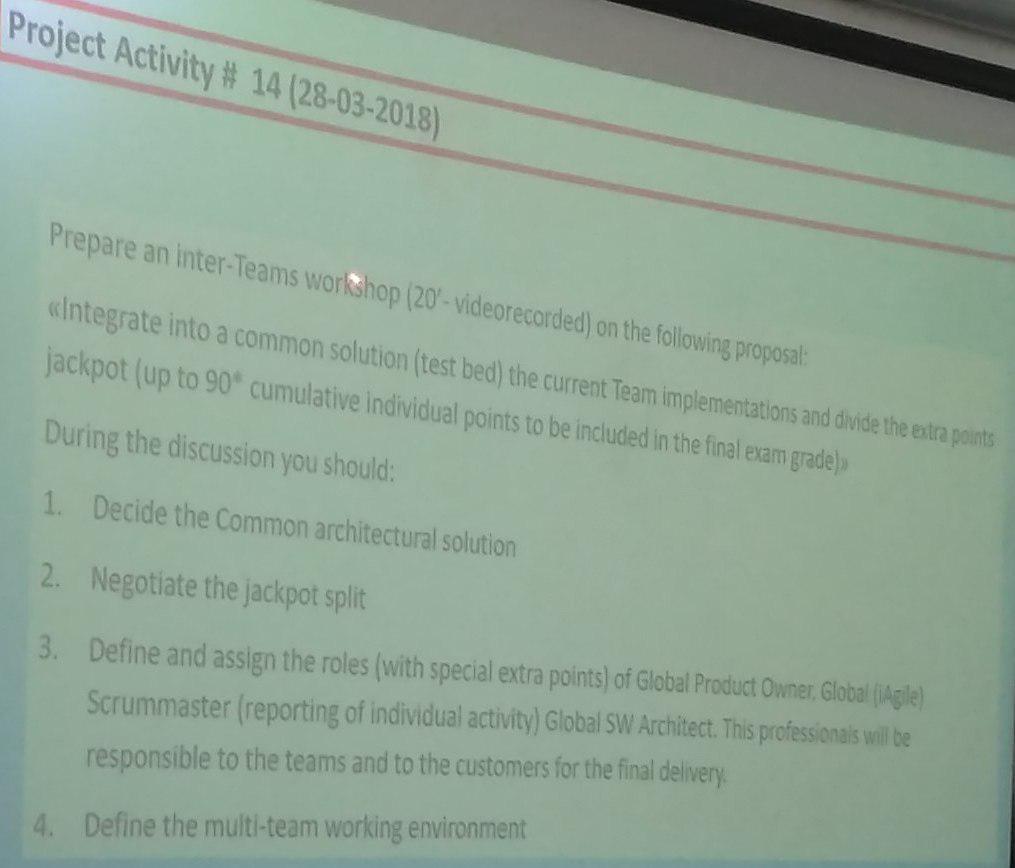 Project Activity # 14 (28-03-2018)
Prepare an inter-Teams workshop (20'- videorecorded) on the following proposal:
«Integrate into a common solution (test bed) the current Team implementations and divide the extra points
jackpot (up to 90* cumulative individual points to be included in the final exam grade)»
During the discussion you should:
1. Decide the Common architectural solution
2. Negotiate the jackpot split
3. Define and assign the roles (with special extra points) of Global Product Owner, Global (iAgile)
Scrummaster (reporting of individual activity) Global SW Architect. This professionals will be
responsible to the teams and to the customers for the final delivery.
4. Define the multi-team working environment